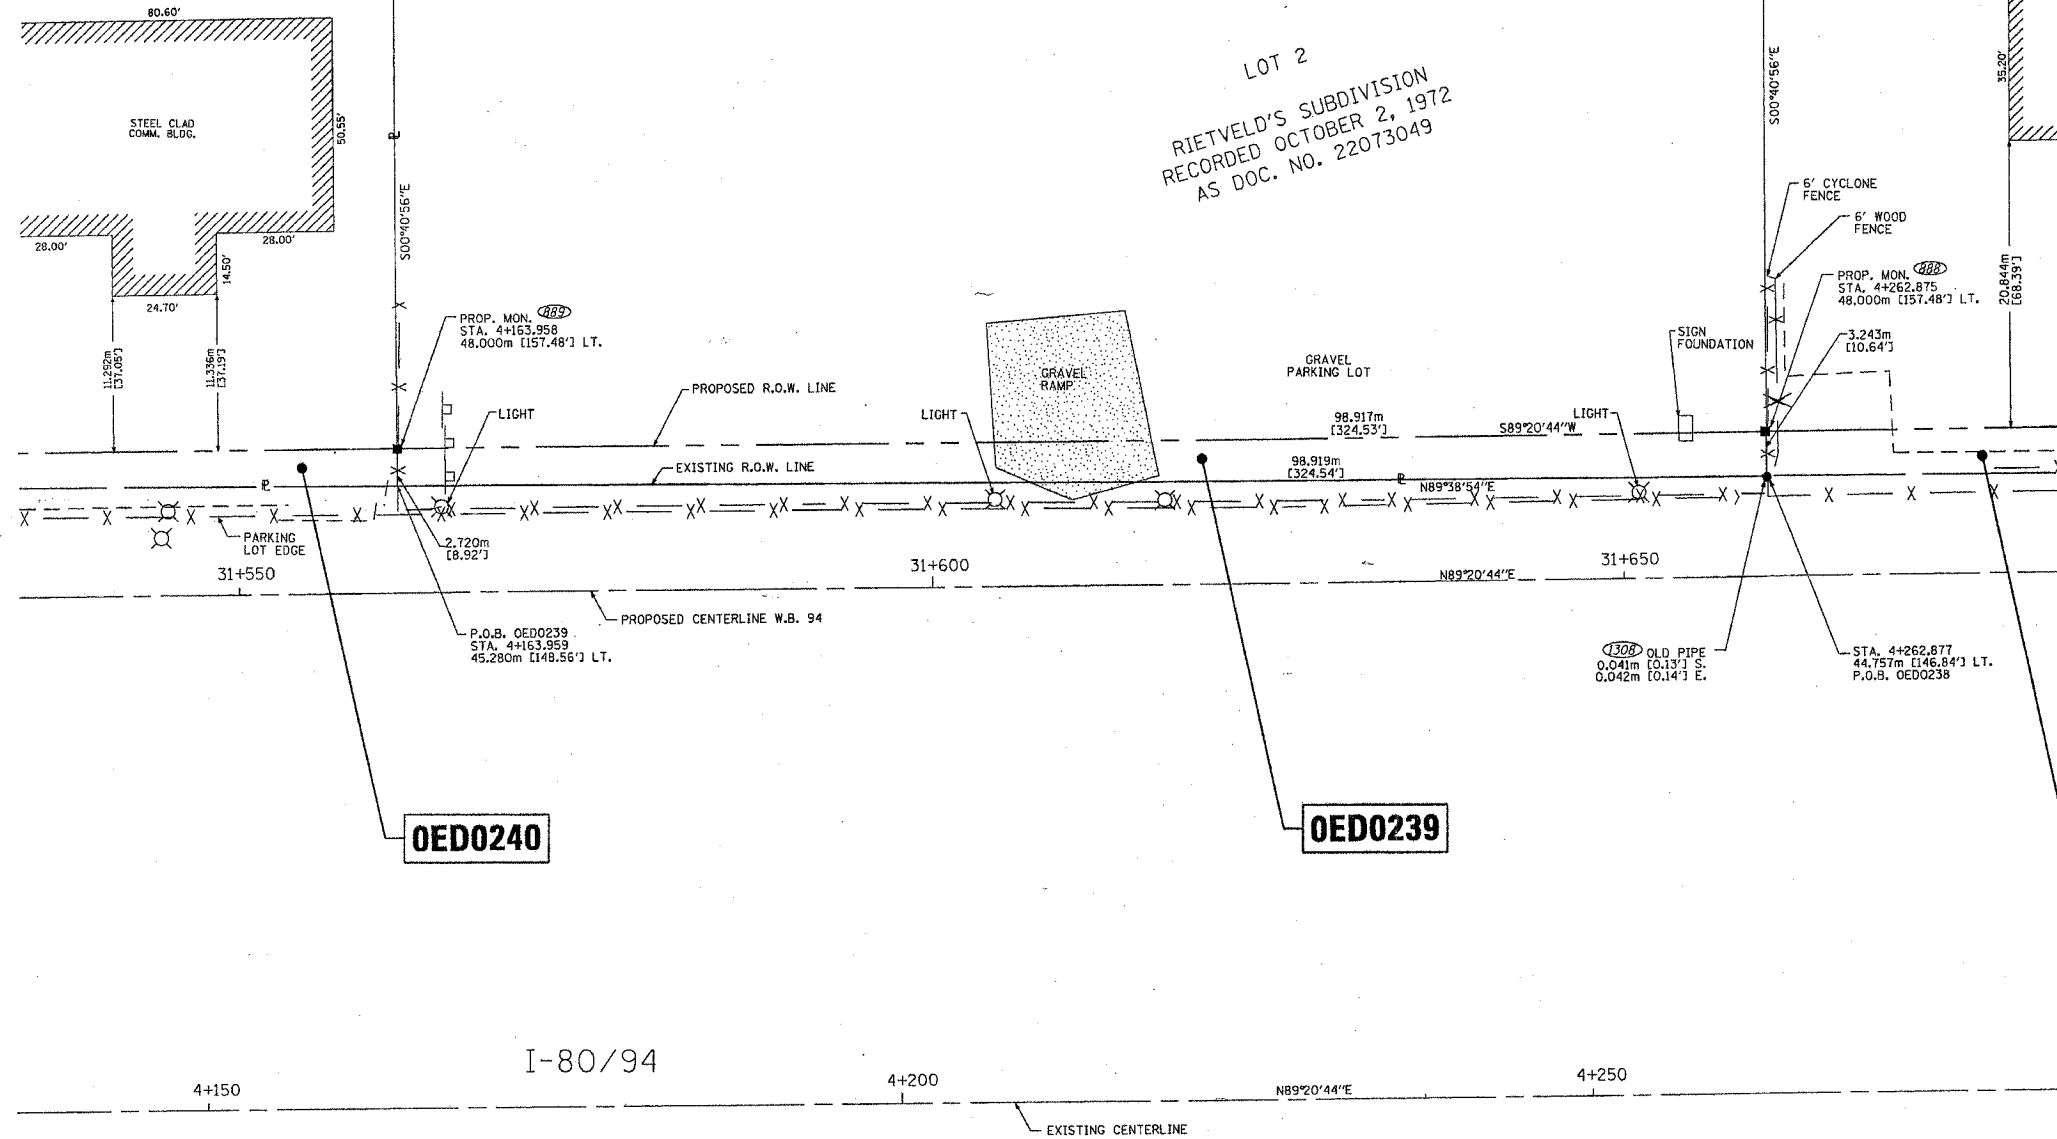 80.60'
STEEL CLAD
COMM. BLDG.
50.55'
28.00'
28.00'
14.50'
24.70'
11.292m
[37.05']
11.336m
[37.19']
S00°40'56"E
PROP. MON. 889
STA. 4+163.958
48.000m [157.48'] LT.
LOT 2
RIETVELD'S SUBDIVISION
RECORDED OCTOBER 2, 1972
AS DOC. NO. 22073049
S00°40'56"E
35.20'
6' CYCLONE
FENCE
6' WOOD
FENCE
PROP. MON. 888
STA. 4+262.875
48.000m [157.48'] LT.
20.844m
[68.39']
3.243m
[10.64']
SIGN
FOUNDATION
GRAVEL
PARKING LOT
GRAVEL
RAMP
PROPOSED R.O.W. LINE
LIGHT
LIGHT
LIGHT
98.917m
[324.53']
S89°20'44"W
EXISTING R.O.W. LINE
98.919m
[324.54']
N89°38'54"E
PARKING
LOT EDGE
2.720m
[8.92']
31+550
31+600
31+650
N89°20'44"E
PROPOSED CENTERLINE W.B. 94
P.O.B. 0ED0239
STA. 4+163.959
45.280m [148.56'] LT.
1308 OLD PIPE
0.041m [0.13'] S.
0.042m [0.14'] E.
STA. 4+262.877
44.757m [146.84'] LT.
P.O.B. 0ED0238
0ED0240
0ED0239
I-80/94
4+150
4+200
4+250
N89°20'44"E
EXISTING CENTERLINE